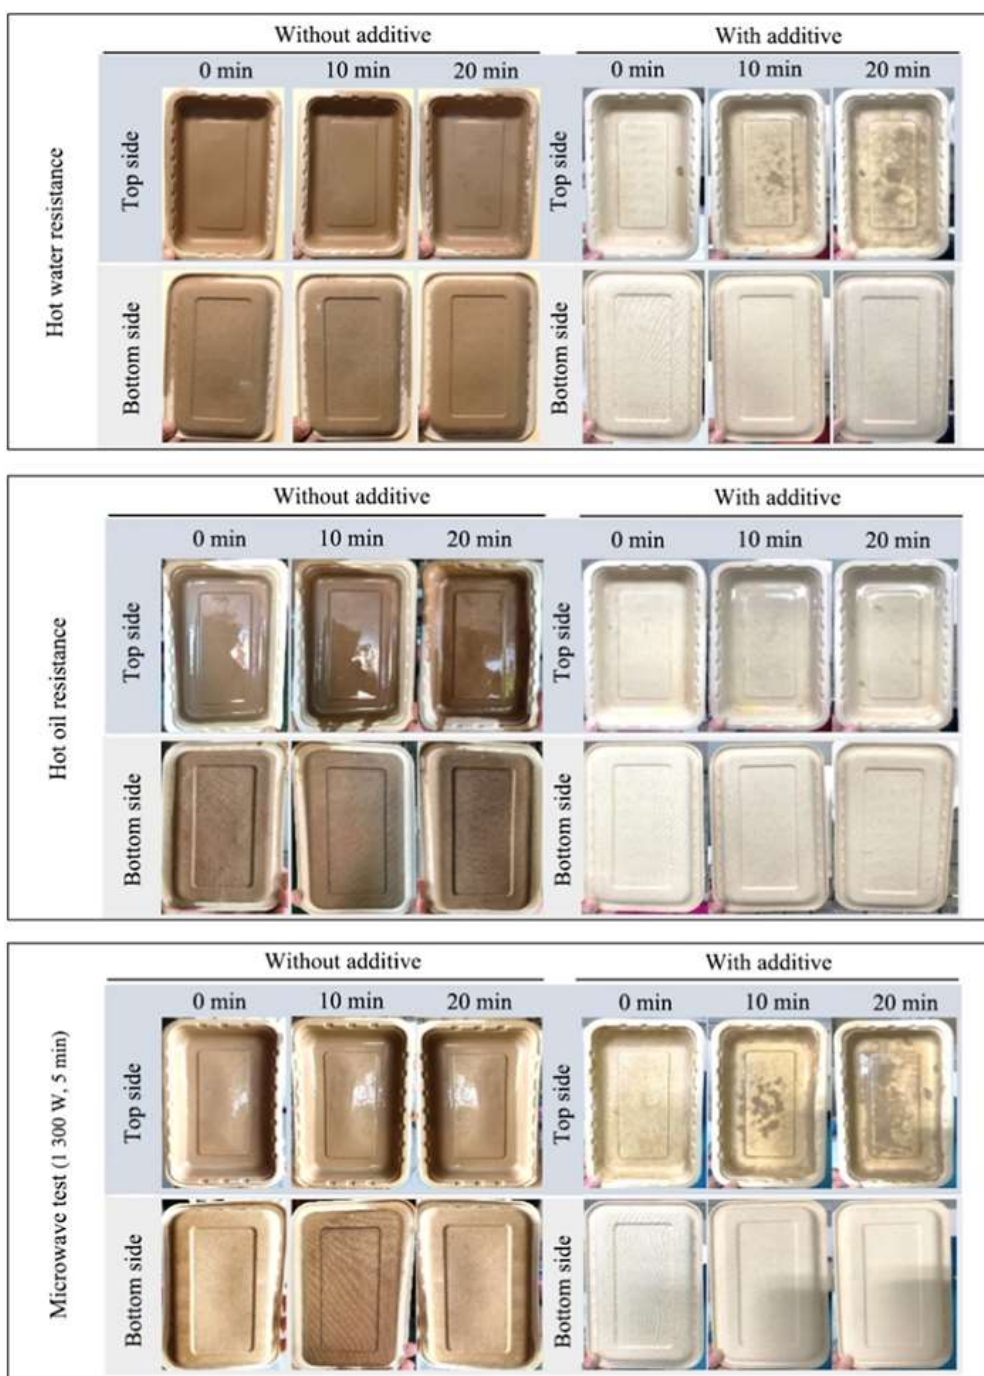 Without additive
With additive
0 min
10 min
20 min
0 min
10 min
20 min
Hot water resistance
Top side
Top side
Bottom side
Bottom side
Without additive
With additive
0 min
10 min
20 min
0 min
10 min
20 min
Hot oil resistance
Top side
Top side
Bottom side
Bottom side
Without additive
With additive
0 min
10 min
20 min
0 min
10 min
20 min
Microwave test (1 300 W, 5 min)
Top side
Top side
Bottom side
Bottom side